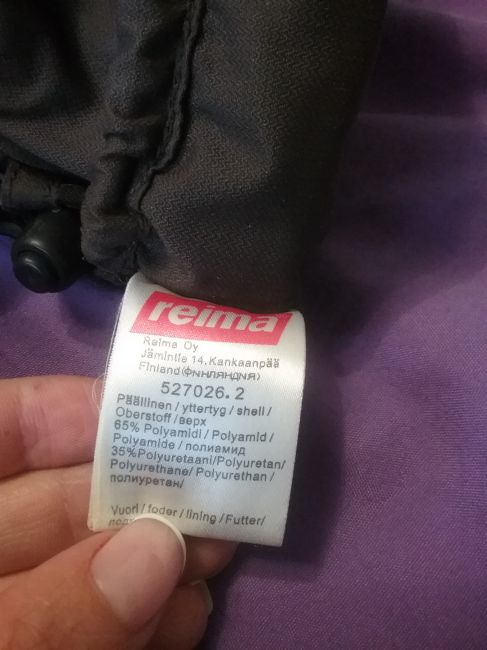 reima
Reima Oy
Jämintie 14, Kankaanpää
Finland(Финляндия)
527026.2
Päällinen / yttertyg / shell /
Oberstoff / верх
65% Polyamidi / Polyamid /
Polyamide / полиамид
35%Polyuretaani/Polyuretan/
Polyurethane/ Polyurethan /
полиуретан/
Vuori / foder / lining / Futter/